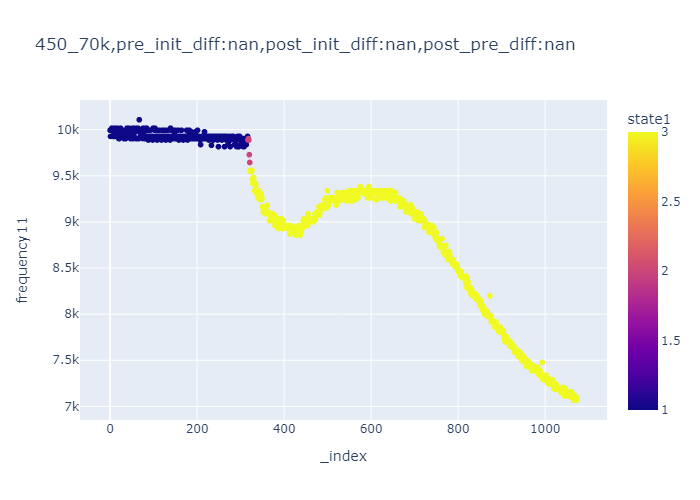 450_70k,pre_init_diff:nan,post_init_diff:nan,post_pre_diff:nan
state1
10k
9.5k
9k
8.5k
8k
7.5k
7k
frequency11
0
200
400
600
800
1000
_index
3
2.5
2
1.5
1